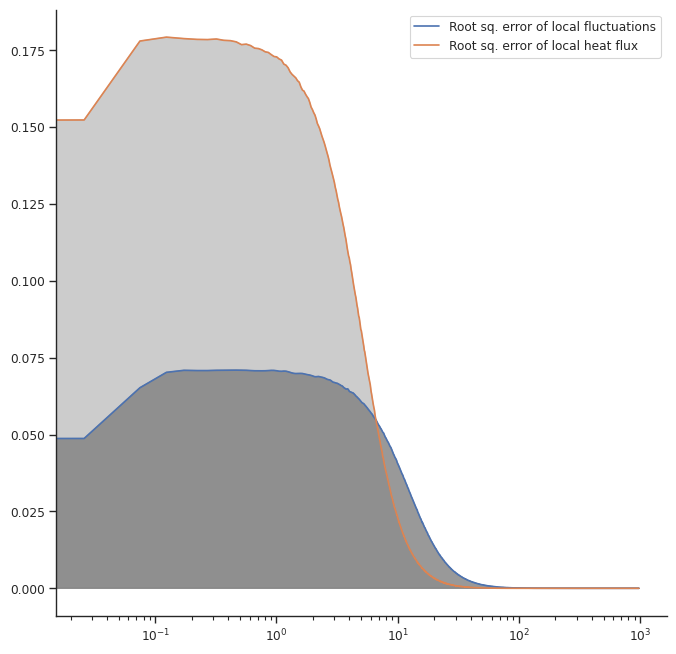 Root sq. error of local fluctuations
Root sq. error of local heat flux
0.175
0.150
0.125
0.100
0.075
0.050
0.025
0.000
10⁻¹ 10⁰ 10¹ 10² 10³